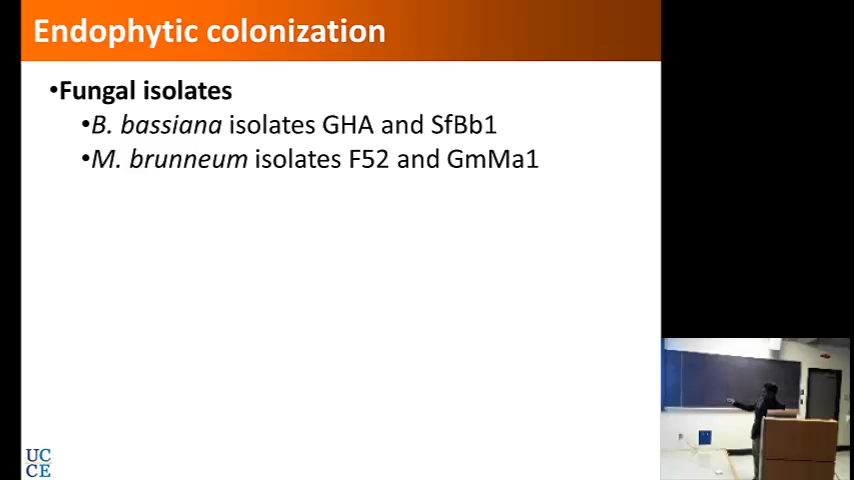 Endophytic colonization
•Fungal isolates
•B. bassiana isolates GHA and SfBb1
•M. brunneum isolates F52 and GmMa1
UC
CE